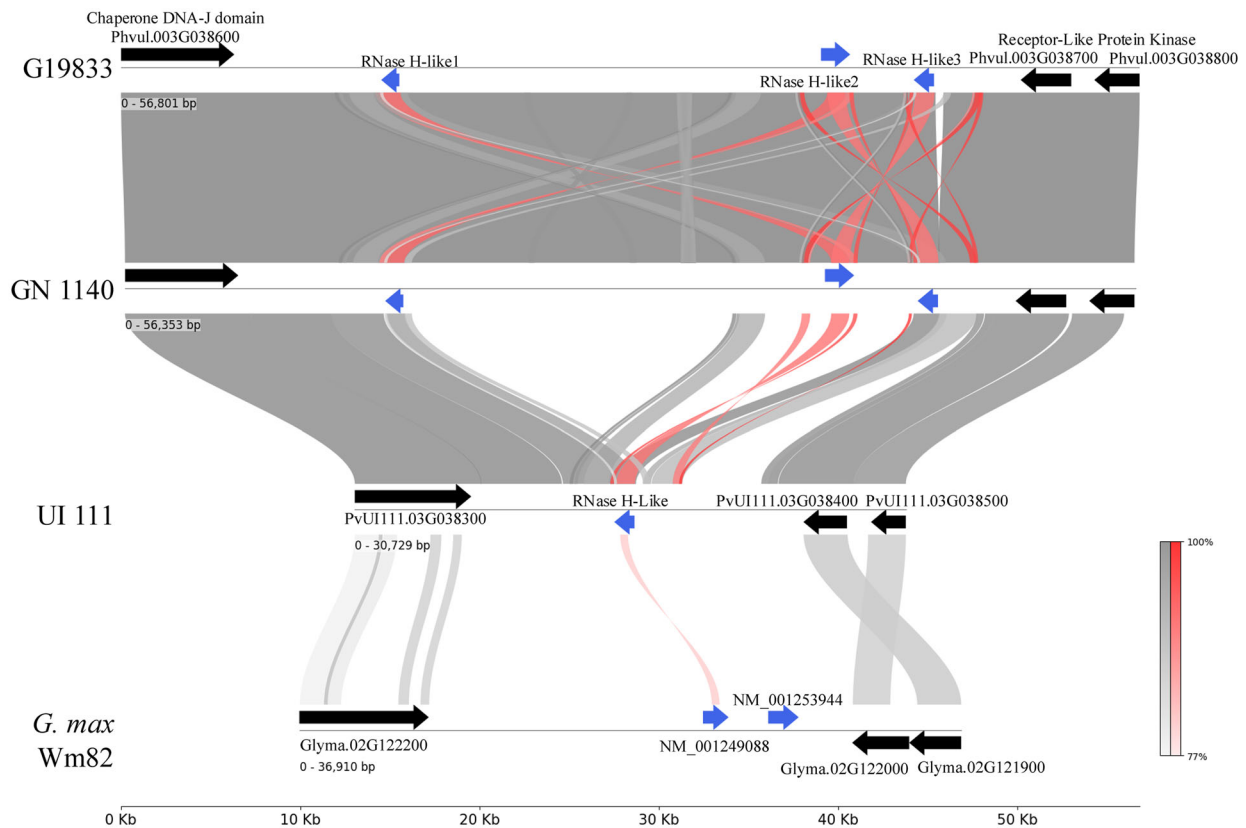 Chaperone DNA-J domain
Phvul.003G038600
Receptor-Like Protein Kinase
G19833
RNase H-like1
RNase H-like2
RNase H-like3
Phvul.003G038700
Phvul.003G038800
0 - 56,801 bp
GN 1140
0 - 56,353 bp
UI 111
RNase H-Like
PvUI111.03G038400
PvUI111.03G038500
PvUI111.03G038300
0 - 30,729 bp
100%
77%
G. max
Wm82
NM_001253944
Glyma.02G122200
NM_001249088
Glyma.02G122000
Glyma.02G121900
0 - 36,910 bp
0 Kb
10 Kb
20 Kb
30 Kb
40 Kb
50 Kb